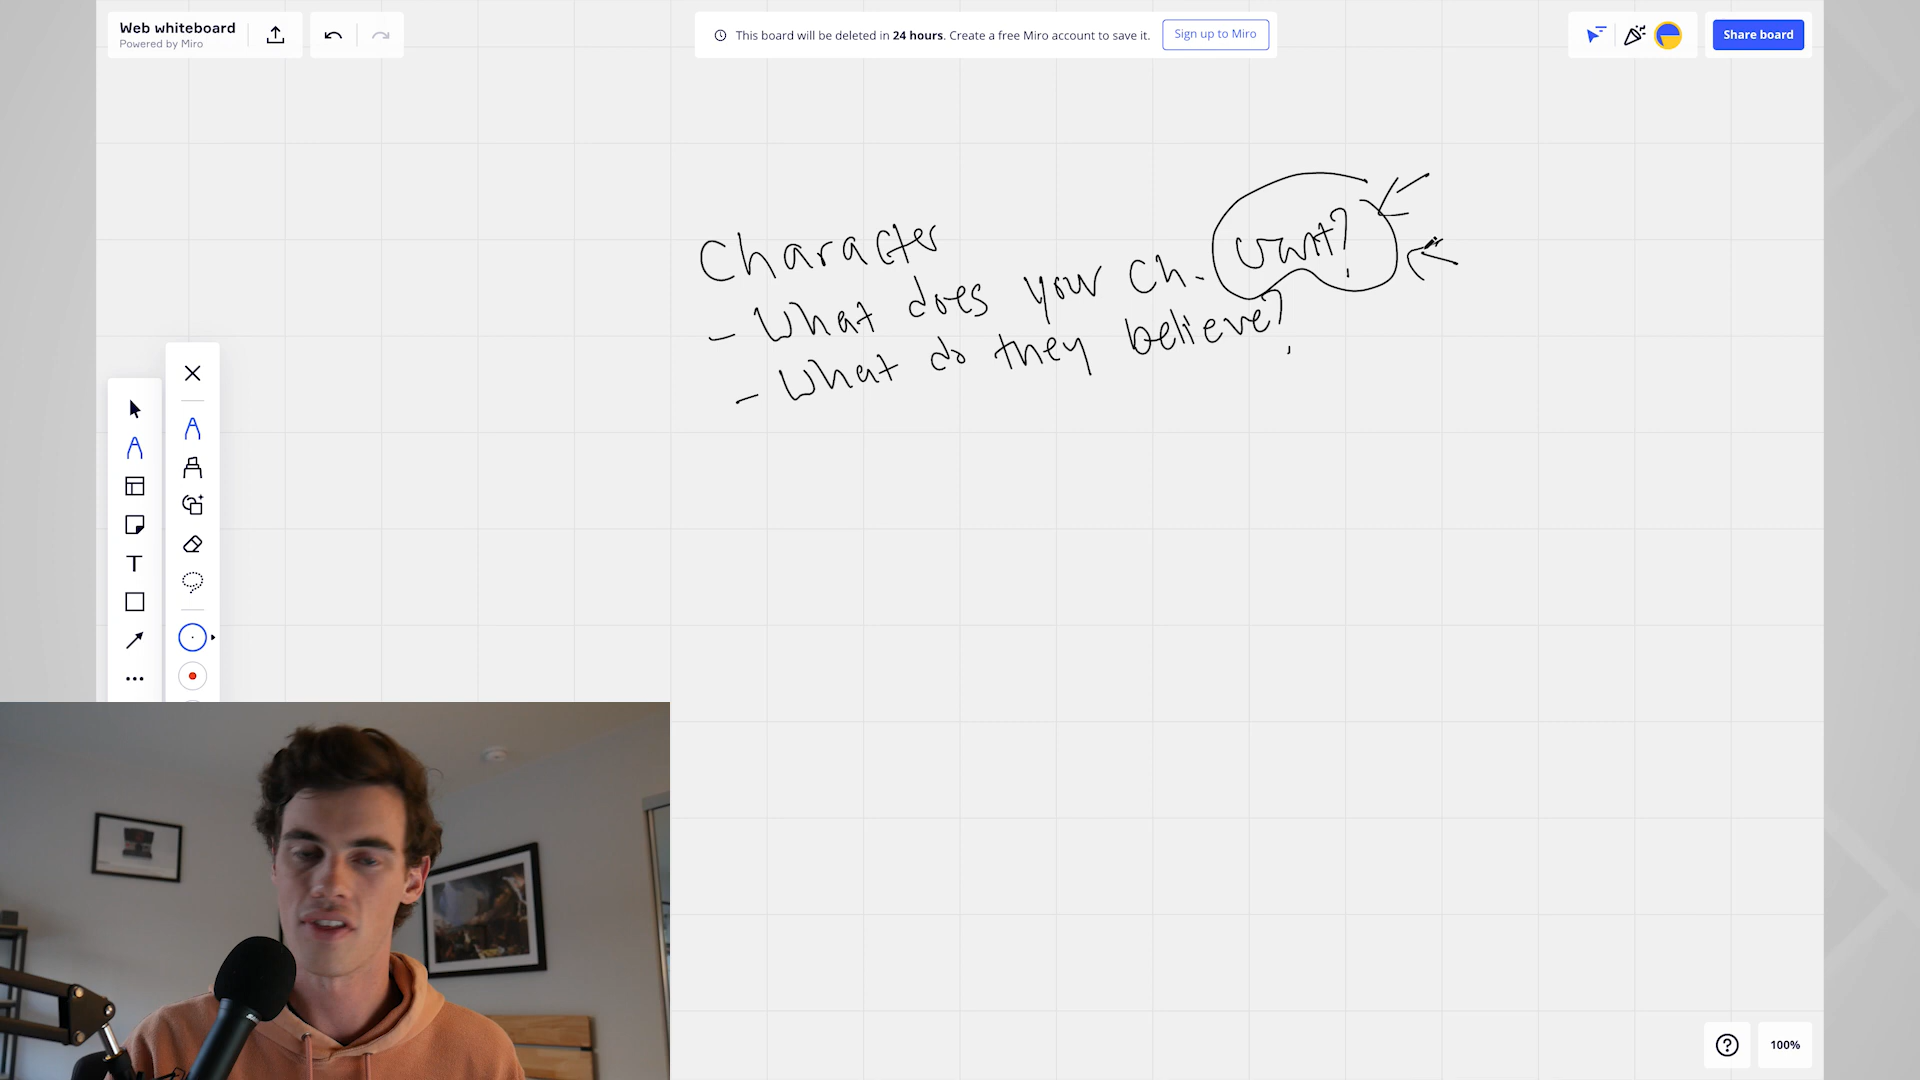 Web whiteboard
Powered by Miro
This board will be deleted in 24 hours. Create a free Miro account to save it.
Sign up to Miro
Share board
Character
- What does your Ch. want?
- What do they believe?
T
100%